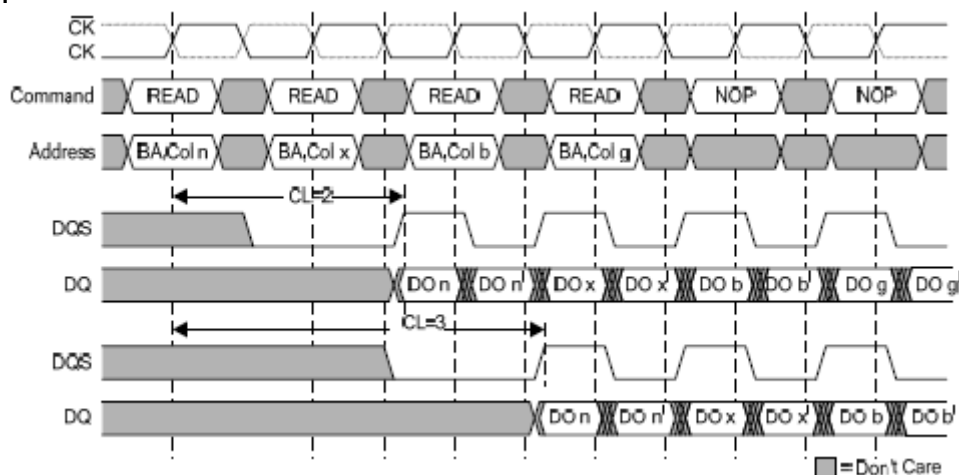 CK
CK
Command READ READ READ READ NOP NOP
Address BA,Col n BA,Col x BA,Col b BA,Col g
CL=2
DQS
DQ DO n DO n' DO x DO x' DO b DO b' DO g DO g'
CL=3
DQS
DQ DO n DO n' DO x DO x' DO b DO b'
=Don't Care